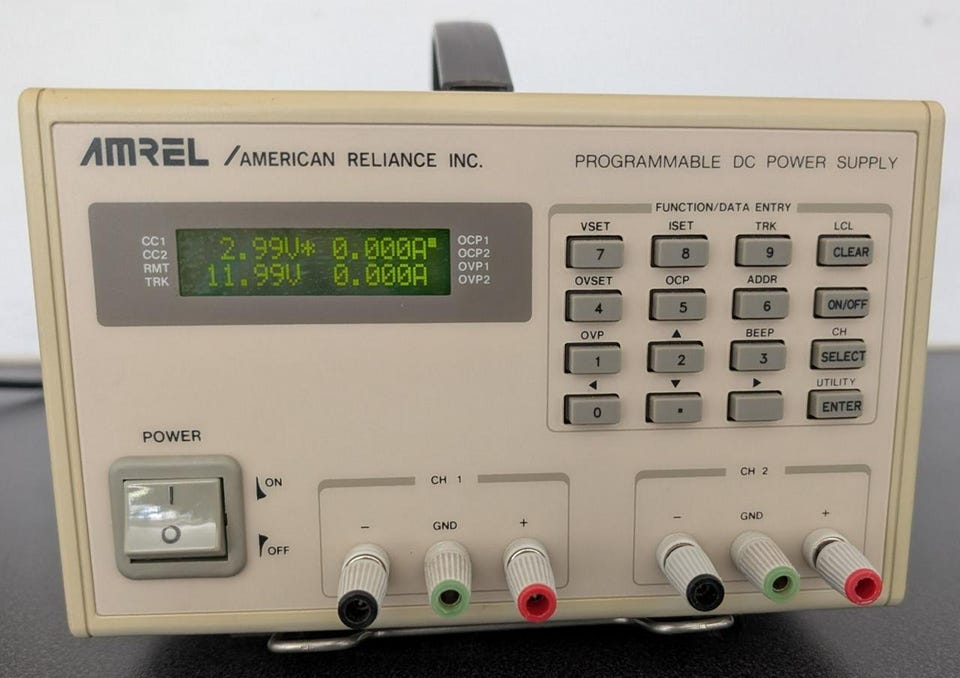 AMREL /AMERICAN RELIANCE INC.
PROGRAMMABLE DC POWER SUPPLY
CC1
CC2
RMT
TRK
2.99V* 0.000A
11.99V 0.000A
OCP1
OCP2
OVP1
OVP2
FUNCTION/DATA ENTRY
VSET ISET TRK LCL
7 8 9 CLEAR
OVSET OCP ADDR
4 5 6 ON/OFF
OVP ▲ BEEP CH
1 2 3 SELECT
◀ ▼ ▶ UTILITY
0 . ENTER
POWER
I
O
ON
OFF
CH 1
- GND +
CH 2
- GND +